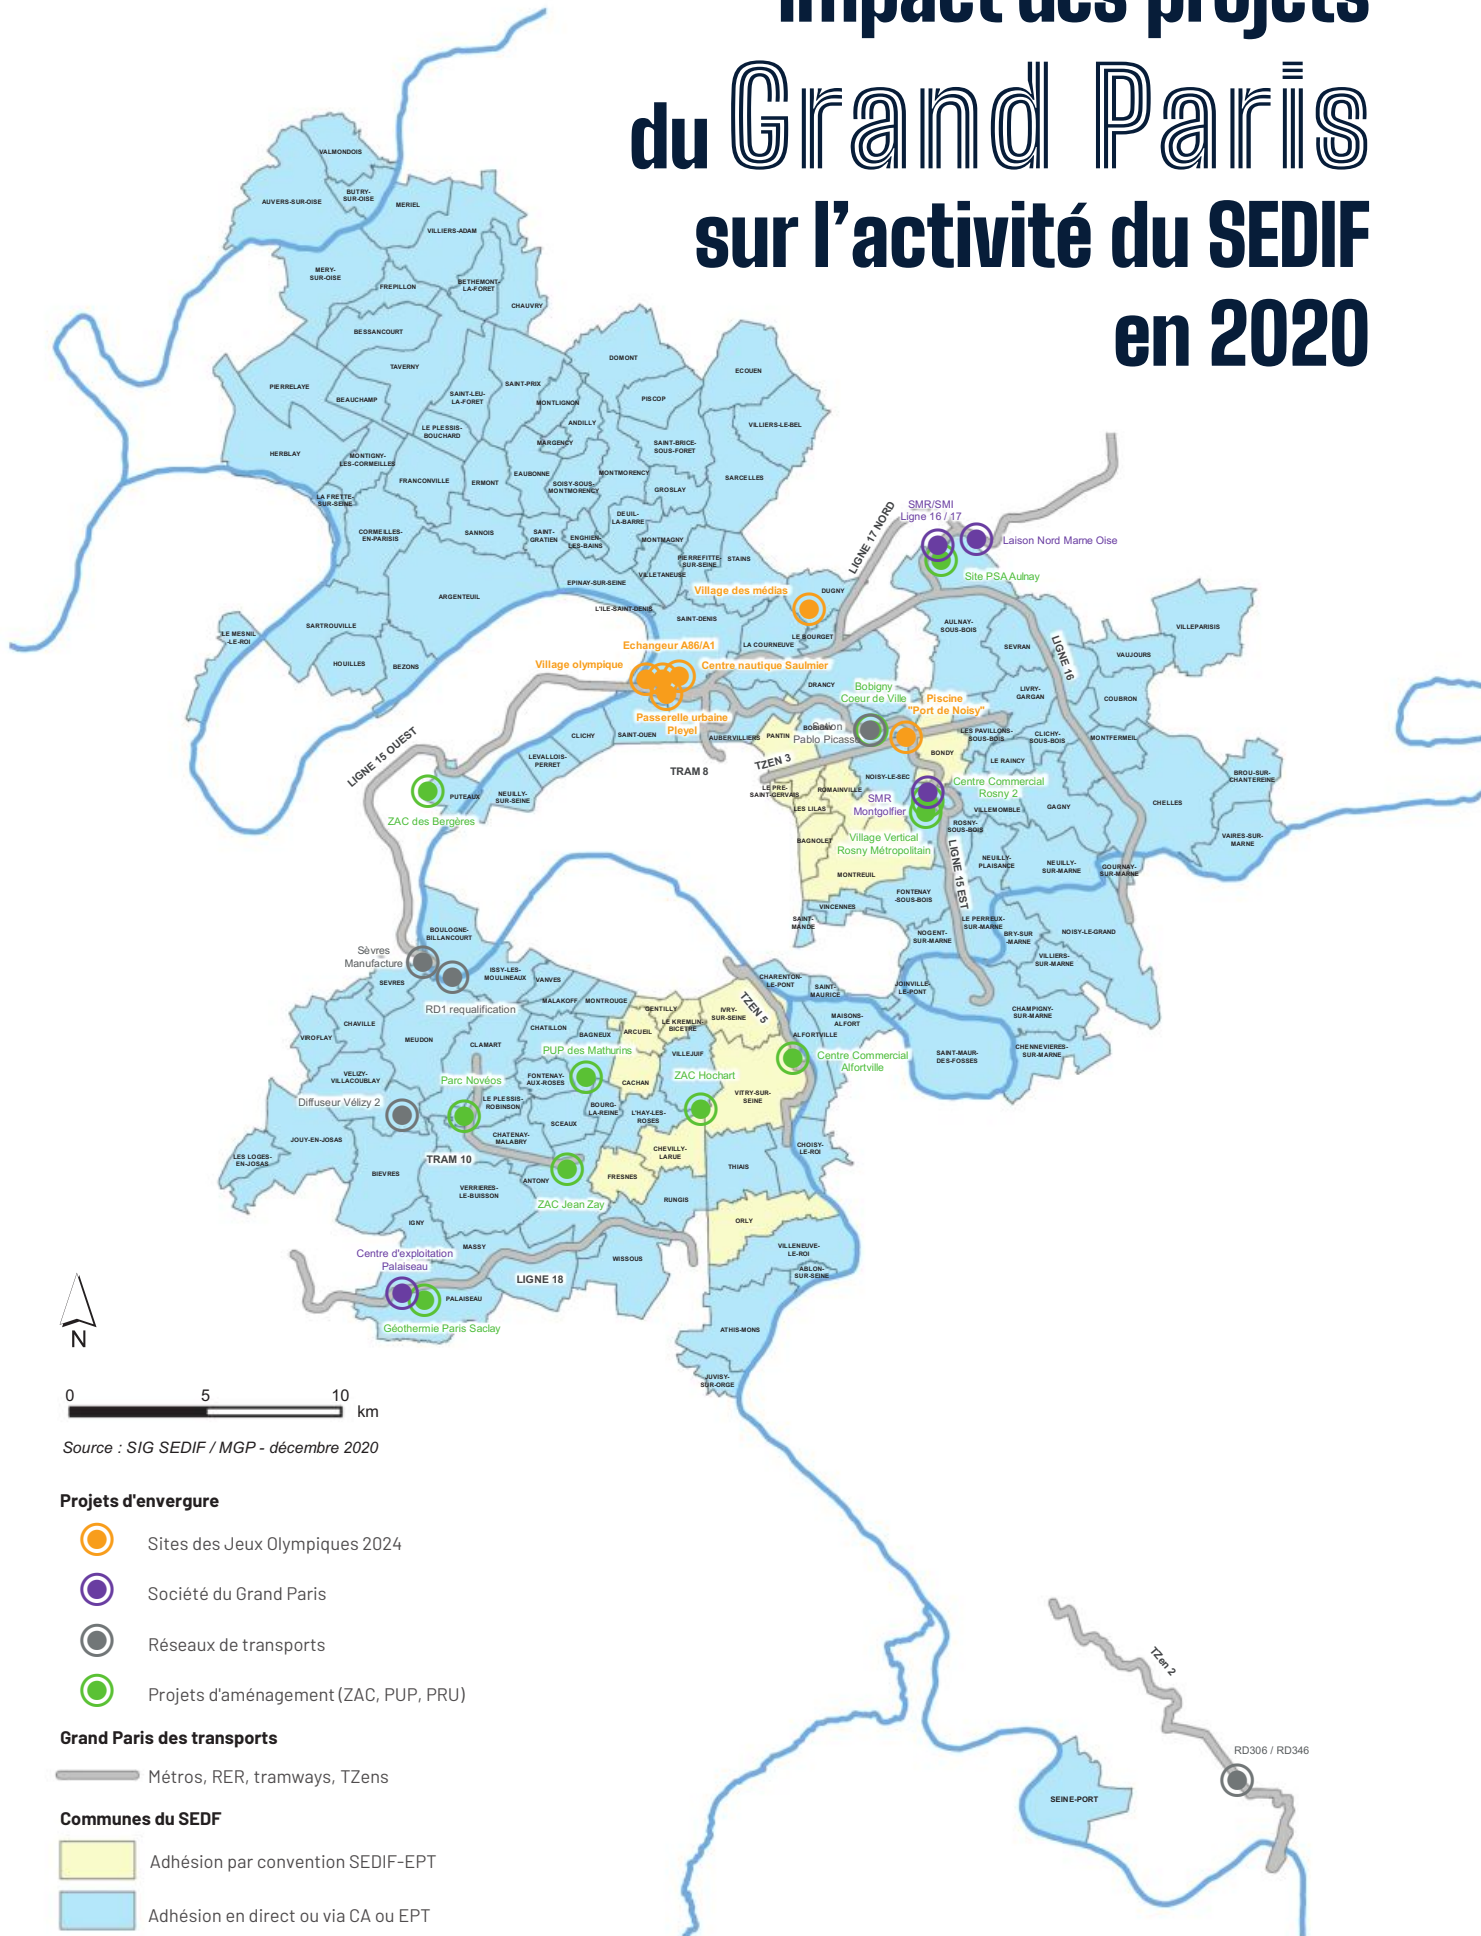 Impact des projets
du Grand Paris
sur l'activité du SEDIF
en 2020
VALMONDOIS
AUVERS-SUR-OISE
BUTRY-
SUR-OISE
MERIEL
VILLIERS-ADAM
MERY-
SUR-OISE
FREPILLON
BETHEMONT-
LA-FORET
CHAUVRY
BESSANCOURT
TAVERNY
PIERRELAYE
BEAUCHAMP
SAINT-LEU-
LA-FORET
SAINT-PRIX
MONTLIGNON
DOMONT
PISCOP
ECOUEN
VILLIERS-LE-BEL
ANDILLY
LE PLESSIS-
BOUCHARD
MARGENCY
SAINT-BRICE-
SOUS-FORET
HERBLAY
MONTIGNY-
LES-CORMEILLES
FRANCONVILLE
ERMONT
EAUBONNE
SOISY-SOUS-
MONTMORENCY
MONTMORENCY
GROSLAY
SARCELLES
LA FRETTE-
SUR-SEINE
CORMEILLES-
EN-PARISIS
SANNOIS
SAINT-
GRATIEN
ENGHIEN-
LES-BAINS
DEUIL-
LA-BARRE
MONTMAGNY
PIERREFITTE-
SUR-SEINE
STAINS
VILLETANEUSE
EPINAY-SUR-SEINE
ARGENTEUIL
L'ILE-SAINT-DENIS
SAINT-DENIS
SARTROUVILLE
LE MESNIL
-LE-ROI
HOUILLES
BEZONS
LIGNE 17 NORD
SMR/SMI
Ligne 16 / 17
Laison Nord Marne Oise
Site PSA Aulnay
Village des médias
DUGNY
LE BOURGET
LA COURNEUVE
Echangeur A86/A1
Village olympique
Centre nautique Saulmier
DRANCY
AULNAY-
SOUS-BOIS
SEVRAN
LIGNE 16
VILLEPARISIS
VAUJOURS
COUBRON
LIVRY-
GARGAN
Bobigny
Coeur de Ville
Piscine
"Port de Noisy"
Passerelle urbaine
Pleyel
BOBIGNY
Station
Pablo Picasso
LES PAVILLONS-
SOUS-BOIS
CLICHY-
SOUS-BOIS
MONTFERMEIL
CLICHY
SAINT-OUEN
AUBERVILLIERS
PANTIN
BONDY
LE RAINCY
LIGNE 15 OUEST
LEVALLOIS-
PERRET
TRAM 8
TZEN 3
NOISY-LE-SEC
Centre Commercial
Rosny 2
BROU-SUR-
CHANTEREINE
PUTEAUX
NEUILLY-
SUR-SEINE
LE PRE-
SAINT-GERVAIS
ROMAINVILLE
LES LILAS
SMR
Montgolfier
VILLEMOMBLE
GAGNY
CHELLES
ZAC des Bergères
ROSNY-
SOUS-BOIS
BAGNOLET
Village Vertical
Rosny Métropolitain
VAIRES-SUR-
MARNE
NEUILLY-
PLAISANCE
NEUILLY-
SUR-MARNE
GOURNAY-
SUR-MARNE
MONTREUIL
LIGNE 15 EST
FONTENAY
-SOUS-BOIS
VINCENNES
SAINT-
MANDE
NOGENT-
SUR-MARNE
LE PERREUX-
SUR-MARNE
BRY-SUR
-MARNE
NOISY-LE-GRAND
VILLIERS-
SUR-MARNE
BOULOGNE-
BILLANCOURT
Sèvres
Manufacture
SEVRES
ISSY-LES-
MOULINEAUX
VANVES
RD1 requalification
MALAKOFF
MONTROUGE
CHARENTON-
LE-PONT
SAINT-
MAURICE
JOINVILLE-
LE-PONT
GENTILLY
LE KREMLIN-
BICETRE
IVRY-
SUR-SEINE
TZEN 5
MAISONS-
ALFORT
CHAMPIGNY-
SUR-MARNE
VIROFLAY
CHAVILLE
MEUDON
CLAMART
CHATILLON
BAGNEUX
ARCUEIL
ALFORTVILLE
CHENNEVIERES-
SUR-MARNE
SAINT-MAUR-
DES-FOSSES
PUP des Mathurins
VILLEJUIF
Centre Commercial
Alfortville
VELIZY-
VILLACOUBLAY
Parc Novéos
FONTENAY-
AUX-ROSES
CACHAN
ZAC Hochart
VITRY-SUR-
SEINE
Diffuseur Vélizy 2
LE PLESSIS-
ROBINSON
BOURG-
LA-REINE
L'HAY-LES-
ROSES
SCEAUX
CHATENAY-
MALABRY
JOUY-EN-JOSAS
LES LOGES-
EN-JOSAS
TRAM 10
CHEVILLY-
LARUE
CHOISY-
LE-ROI
THIAIS
BIEVRES
VERRIERES-
LE-BUISSON
ANTONY
FRESNES
ZAC Jean Zay
RUNGIS
IGNY
MASSY
ORLY
VILLENEUVE-
LE-ROI
Centre d'exploitation
Palaiseau
WISSOUS
LIGNE 18
ABLON-
SUR-SEINE
PALAISEAU
Géothermie Paris Saclay
ATHIS-MONS
JUVISY-
SUR-ORGE
N
0 5 10
km
Source : SIG SEDIF / MGP - décembre 2020
Projets d'envergure
Sites des Jeux Olympiques 2024
Société du Grand Paris
Réseaux de transports
Projets d'aménagement (ZAC, PUP, PRU)
Grand Paris des transports
Métros, RER, tramways, TZens
Communes du SEDF
Adhésion par convention SEDIF-EPT
Adhésion en direct ou via CA ou EPT
TZen 2
RD306 / RD346
SEINE-PORT